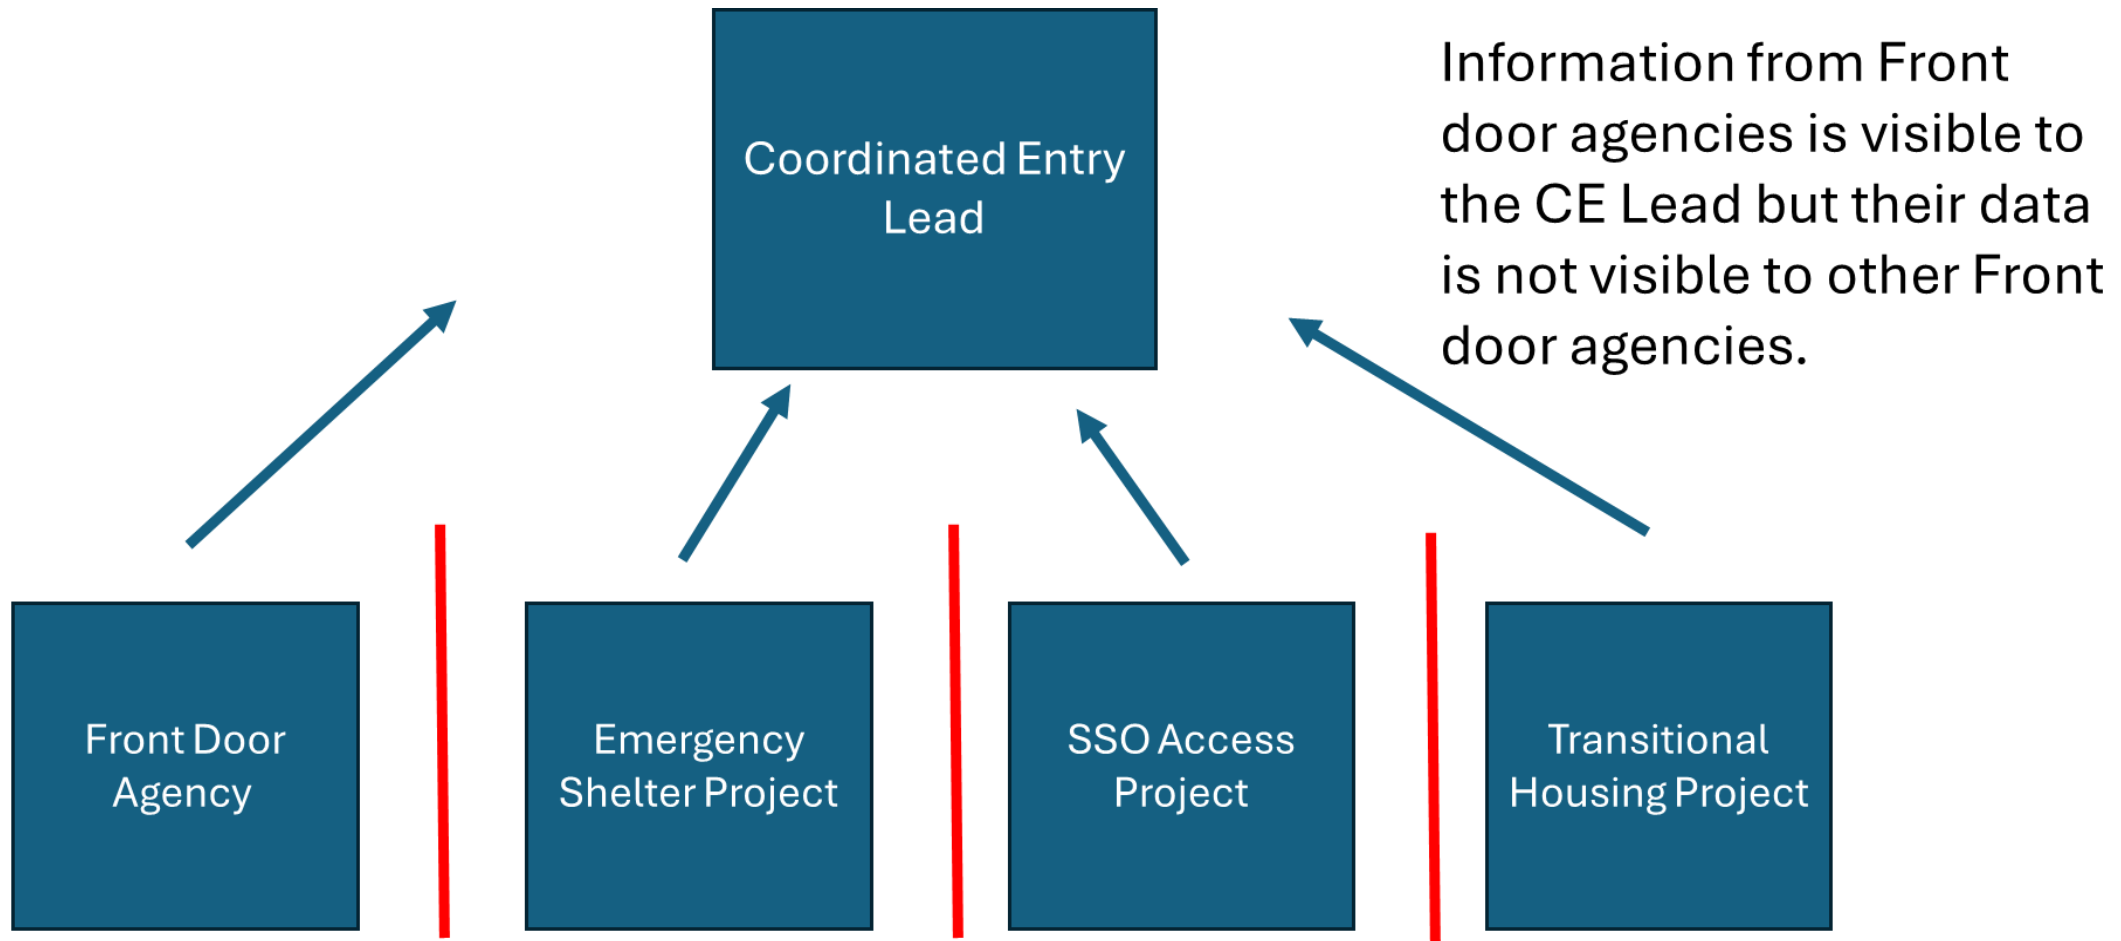 Coordinated Entry
Lead
Information from Front
door agencies is visible to
the CE Lead but their data
is not visible to other Front
door agencies.
Front Door
Agency
Emergency
Shelter Project
SSO Access
Project
Transitional
Housing Project